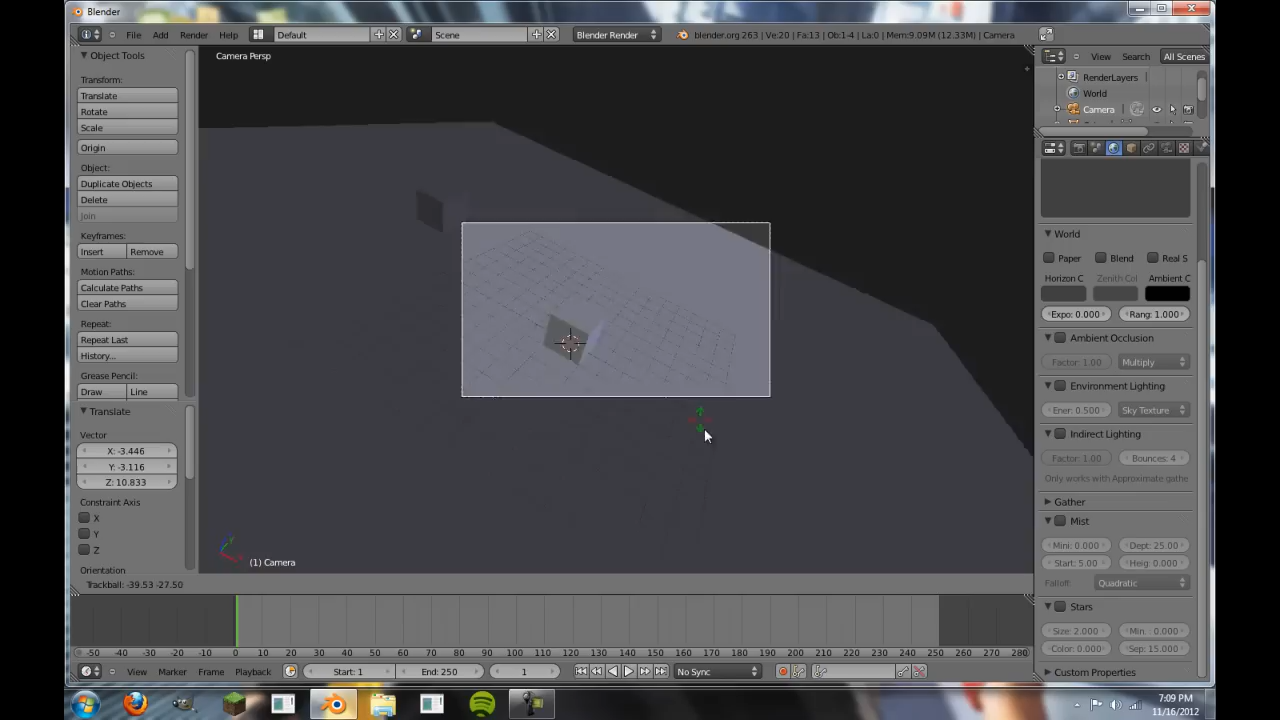 Blender
File Add Render Help Default Scene Blender Render blender.org 263 | Ve:20 | Fa:13 | Ob:1-4 | La:0 | Mem:9.09M (12.33M) | Camera
Object Tools
Camera Persp
View Search All Scenes
RenderLayers
World
Camera
Transform:
Translate
Rotate
Scale
Origin
Object:
Duplicate Objects
Delete
Join
Keyframes:
Insert Remove
Motion Paths:
Calculate Paths
Clear Paths
Repeat:
Repeat Last
History...
Grease Pencil:
Draw Line
Translate
Vector
X: -3.446
Y: -3.116
Z: 10.833
Constraint Axis
X
Y
Z
Orientation
World
Paper Blend Real S
Horizon C Zenith Col Ambient C
Expo: 0.000 Rang: 1.000
Ambient Occlusion
Factor: 1.00 Multiply
Environment Lighting
Ener: 0.500 Sky Texture
Indirect Lighting
Factor: 1.00 Bounces: 4
Only works with Approximate gathe
Gather
Mist
Mini: 0.000 Dept: 25.00
Start: 5.00 Heig: 0.000
Falloff: Quadratic
Stars
Size: 2.000 Min. : 0.000
Color: 0.000 Sep: 15.000
Custom Properties
(1) Camera
Trackball: -39.53 -27.50
-50 -40 -30 -20 -10 0 10 20 30 40 50 60 70 80 90 100 110 120 130 140 150 160 170 180 190 200 210 220 230 240 250 260 270 280
View Marker Frame Playback Start: 1 End: 250 1 No Sync
7:09 PM
11/16/2012